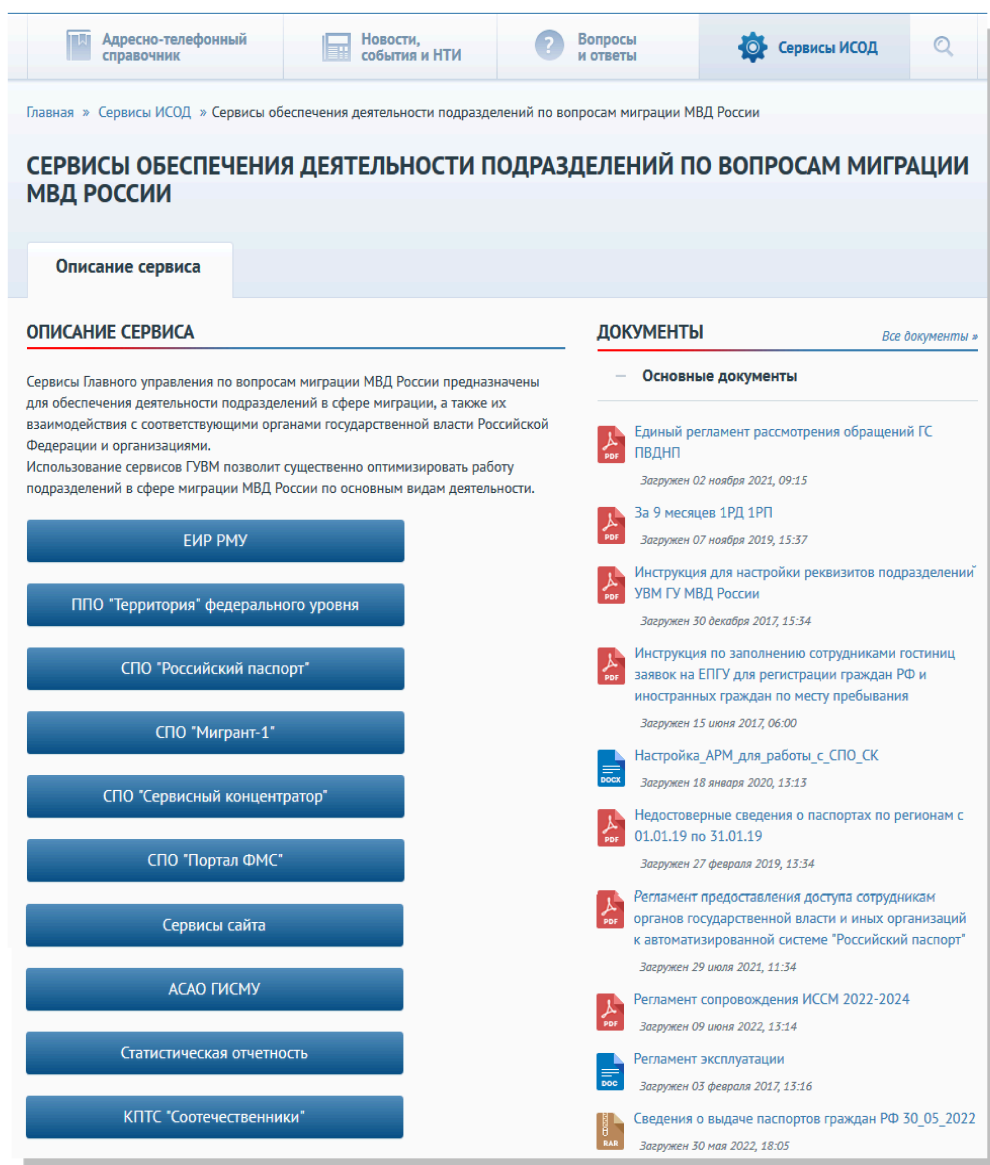 Адресно-телефонный
справочник
Новости,
события и НТИ
Вопросы
и ответы
Сервисы ИСОД
Главная » Сервисы ИСОД » Сервисы обеспечения деятельности подразделений по вопросам миграции МВД России
СЕРВИСЫ ОБЕСПЕЧЕНИЯ ДЕЯТЕЛЬНОСТИ ПОДРАЗДЕЛЕНИЙ ПО ВОПРОСАМ МИГРАЦИИ
МВД РОССИИ
Описание сервиса
ОПИСАНИЕ СЕРВИСА
Сервисы Главного управления по вопросам миграции МВД России предназначены
для обеспечения деятельности подразделений в сфере миграции, а также их
взаимодействия с соответствующими органами государственной власти Российской
Федерации и организациями.
Использование сервисов ГУВМ позволит существенно оптимизировать работу
подразделений в сфере миграции МВД России по основным видам деятельности.
ЕИР РМУ
ППО "Территория" федерального уровня
СПО "Российский паспорт"
СПО "Мигрант-1"
СПО "Сервисный концентратор"
СПО "Портал ФМС"
Сервисы сайта
АСАО ГИСМУ
Статистическая отчетность
КПТС "Соотечественники"
ДОКУМЕНТЫ
Все документы »
— Основные документы
PDF
Единый регламент рассмотрения обращений ГС
ПВДНП
Загружен 02 ноября 2021, 09:15
PDF
За 9 месяцев 1РД 1РП
Загружен 07 ноября 2019, 15:37
PDF
Инструкция для настройки реквизитов подразделений
УВМ ГУ МВД России
Загружен 30 декабря 2017, 15:34
PDF
Инструкция по заполнению сотрудниками гостиниц
заявок на ЕПГУ для регистрации граждан РФ и
иностранных граждан по месту пребывания
Загружен 15 июня 2017, 06:00
DOCX
Настройка_АРМ_для_работы_с_СПО_СК
Загружен 18 января 2020, 13:13
PDF
Недостоверные сведения о паспортах по регионам с
01.01.19 по 31.01.19
Загружен 27 февраля 2019, 13:34
PDF
Регламент предоставления доступа сотрудникам
органов государственной власти и иных организаций
к автоматизированной системе "Российский паспорт"
Загружен 29 июля 2021, 11:34
PDF
Регламент сопровождения ИССМ 2022-2024
Загружен 09 июня 2022, 13:14
DOC
Регламент эксплуатации
Загружен 03 февраля 2017, 13:16
RAR
Сведения о выдаче паспортов граждан РФ 30_05_2022
Загружен 30 мая 2022, 18:05